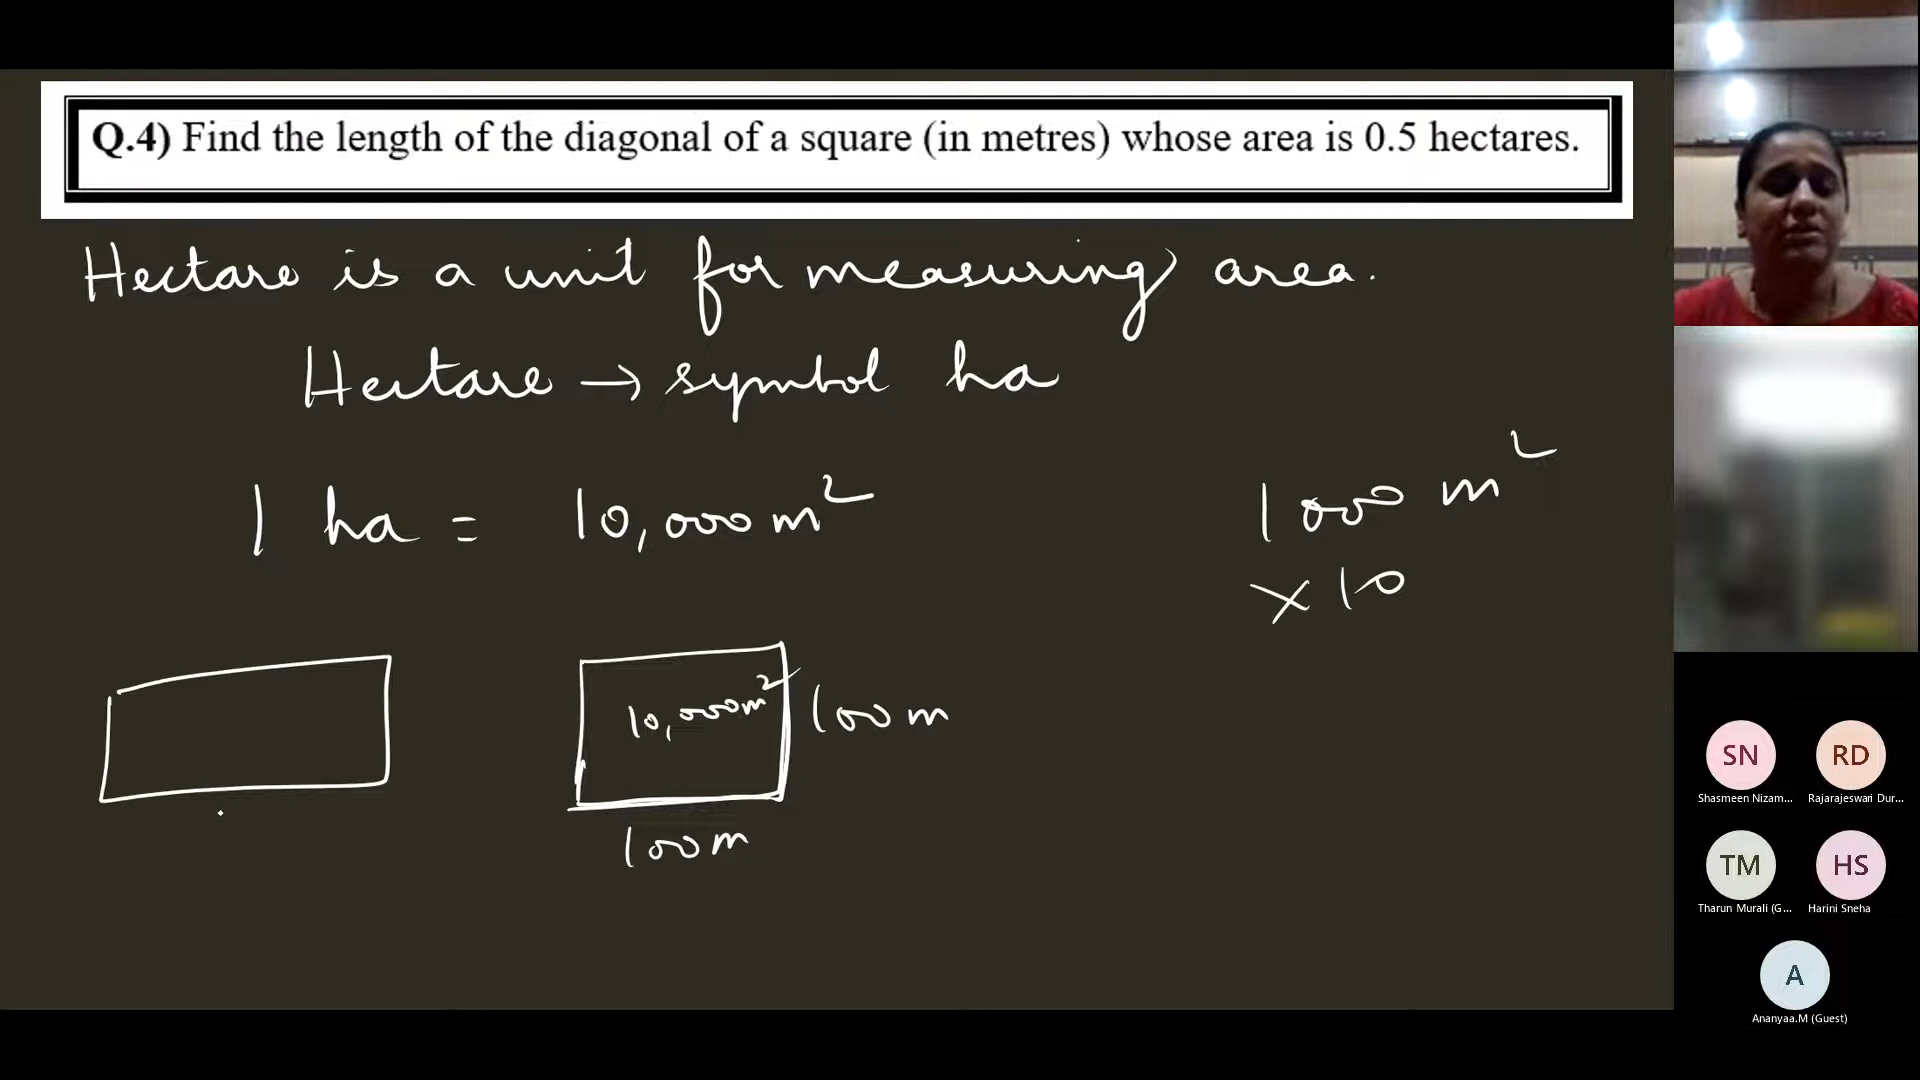 Q.4) Find the length of the diagonal of a square (in metres) whose area is 0.5 hectares.
Hectare is a unit for measuring area.
Hectare → symbol ha
1 ha = 10,000 m²
1000 m²
× 10
10,000m²
100 m
100 m
SN
RD
Shasmeen Nizam...
Rajarajeswari Dur...
TM
HS
Tharun Murali (G...
Harini Sneha
A
Ananyaa.M (Guest)